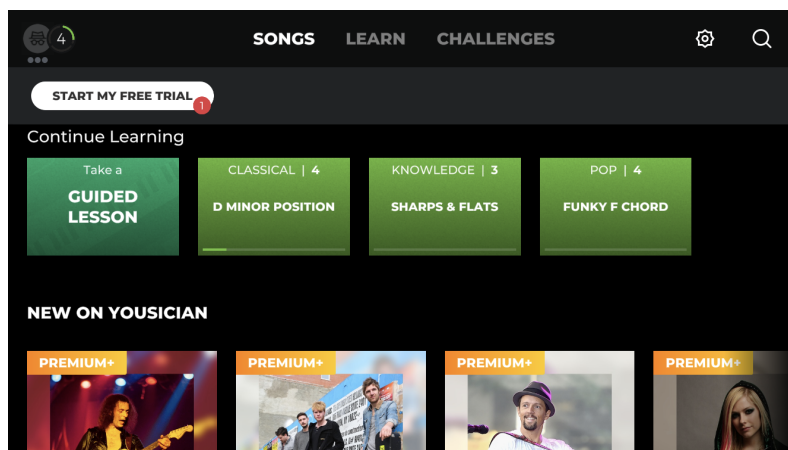 4
SONGS
LEARN
CHALLENGES
START MY FREE TRIAL
1
Continue Learning
Take a
GUIDED
LESSON
CLASSICAL | 4
D MINOR POSITION
KNOWLEDGE | 3
SHARPS & FLATS
POP | 4
FUNKY F CHORD
NEW ON YOUSICIAN
PREMIUM+
PREMIUM+
PREMIUM+
PREMIUM+